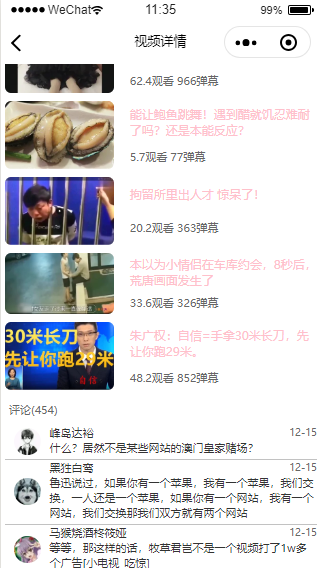 WeChat
11:35
99%
视频详情
62.4观看 966弹幕
能让鲍鱼跳舞！遇到醋就饥忍难耐
了吗？还是本能反应？
5.7观看 77弹幕
拘留所里出人才 惊呆了！
20.2观看 363弹幕
本以为小情侣在车库约会，8秒后，
荒唐画面发生了
33.6观看 326弹幕
30米长刀
先让你跑29米
自信
朱广权：自信=手拿30米长刀，先
让你跑29米。
48.2观看 852弹幕
评论(454)
峰岛达裕
12-15
什么？居然不是某些网站的澳门皇家赌场？
黑独白鸾
12-15
鲁迅说过，如果你有一个苹果，我有一个苹果，我们交
换，一人还是一个苹果，如果你有一个网站，我有一个
网站，我们交换那我们双方就有两个网站
马猴烧酒柊筱娅
12-15
等等，那这样的话，牧草君岂不是一个视频打了1w多
个广告[小电视_吃惊]